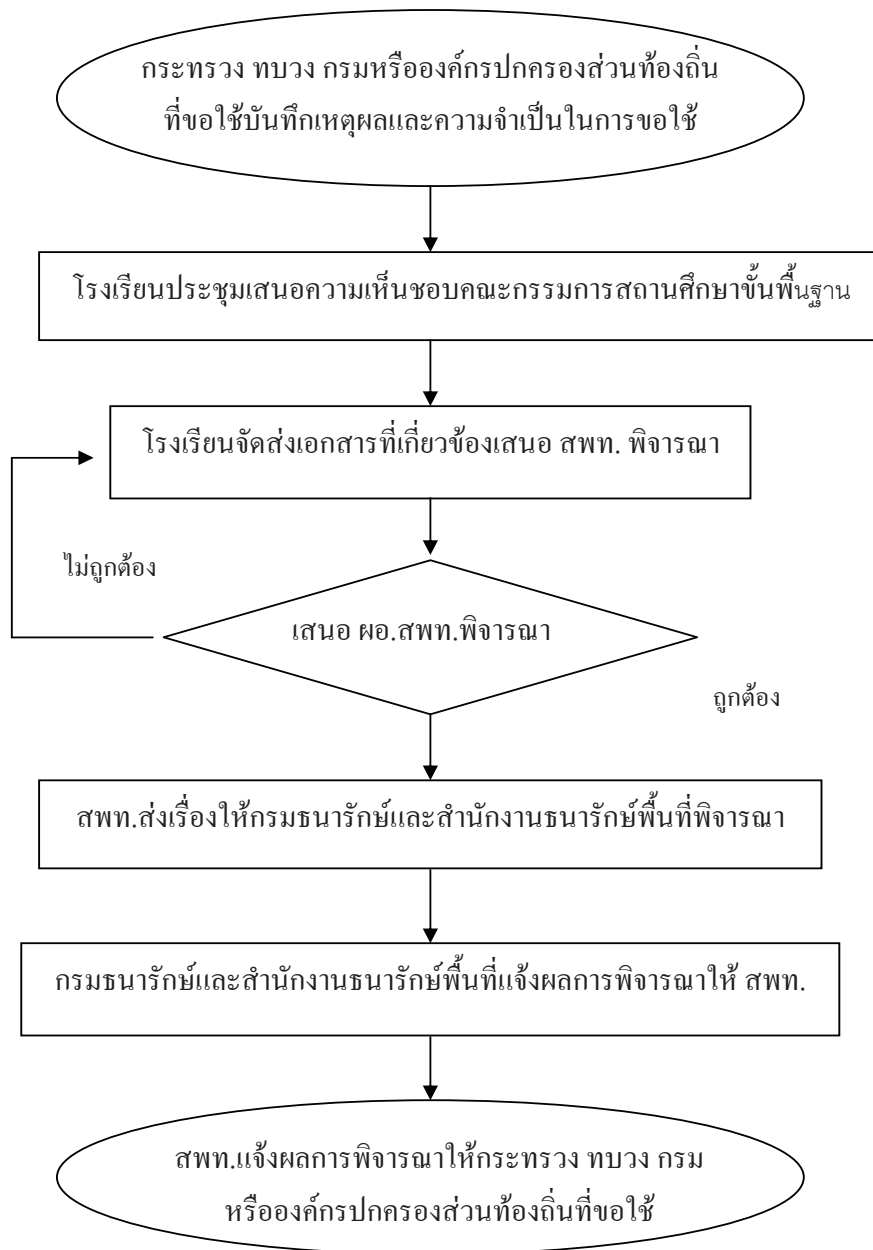 กระทรวง ทบวง กรมหรือองค์กรปกครองส่วนท้องถิ่น
ที่ขอใช้บันทึกเหตุผลและความจำเป็นในการขอใช้
โรงเรียนประชุมเสนอความเห็นชอบคณะกรรมการสถานศึกษาขั้นพื้นฐาน
โรงเรียนจัดส่งเอกสารที่เกี่ยวข้องเสนอ สพท. พิจารณา
ไม่ถูกต้อง
เสนอ ผอ.สพท.พิจารณา
ถูกต้อง
สพท.ส่งเรื่องให้กรมธนารักษ์และสำนักงานธนารักษ์พื้นที่พิจารณา
กรมธนารักษ์และสำนักงานธนารักษ์พื้นที่แจ้งผลการพิจารณาให้ สพท.
สพท.แจ้งผลการพิจารณาให้กระทรวง ทบวง กรม
หรือองค์กรปกครองส่วนท้องถิ่นที่ขอใช้